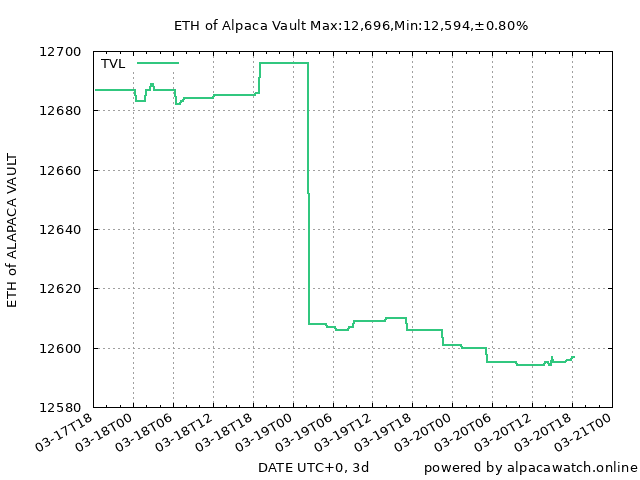 ETH of Alpaca Vault Max:12,696,Min:12,594,±0.80%
TVL
12700
12680
12660
12640
12620
12600
12580
ETH of ALAPACA VAULT
03-17T18
03-18T00
03-18T06
03-18T12
03-18T18
03-19T00
03-19T06
03-19T12
03-19T18
03-20T00
03-20T06
03-20T12
03-20T18
03-21T00
DATE UTC+0, 3d
powered by alpacawatch.online